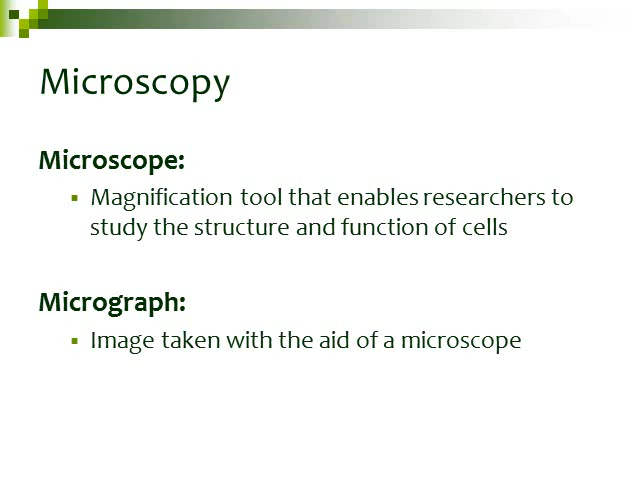 Microscopy
Microscope:
▪ Magnification tool that enables researchers to
study the structure and function of cells
Micrograph:
▪ Image taken with the aid of a microscope